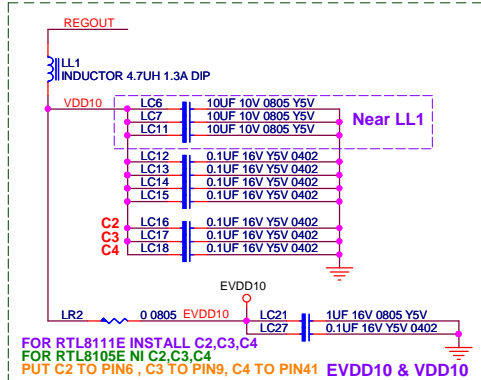 REGOUT
LL1
INDUCTOR 4.7UH 1.3A DIP
VDD10
LC6 10UF 10V 0805 Y5V
LC7 10UF 10V 0805 Y5V
LC11 10UF 10V 0805 Y5V
Near LL1
LC12 0.1UF 16V Y5V 0402
LC13 0.1UF 16V Y5V 0402
LC14 0.1UF 16V Y5V 0402
LC15 0.1UF 16V Y5V 0402
C2 LC16 0.1UF 16V Y5V 0402
C3 LC17 0.1UF 16V Y5V 0402
C4 LC18 0.1UF 16V Y5V 0402
EVDD10
LR2 0 0805 EVDD10 LC21 1UF 16V 0805 Y5V
LC27 0.1UF 16V Y5V 0402
FOR RTL8111E INSTALL C2,C3,C4
FOR RTL8105E NI C2,C3,C4
PUT C2 TO PIN6 , C3 TO PIN9, C4 TO PIN41 EVDD10 & VDD10